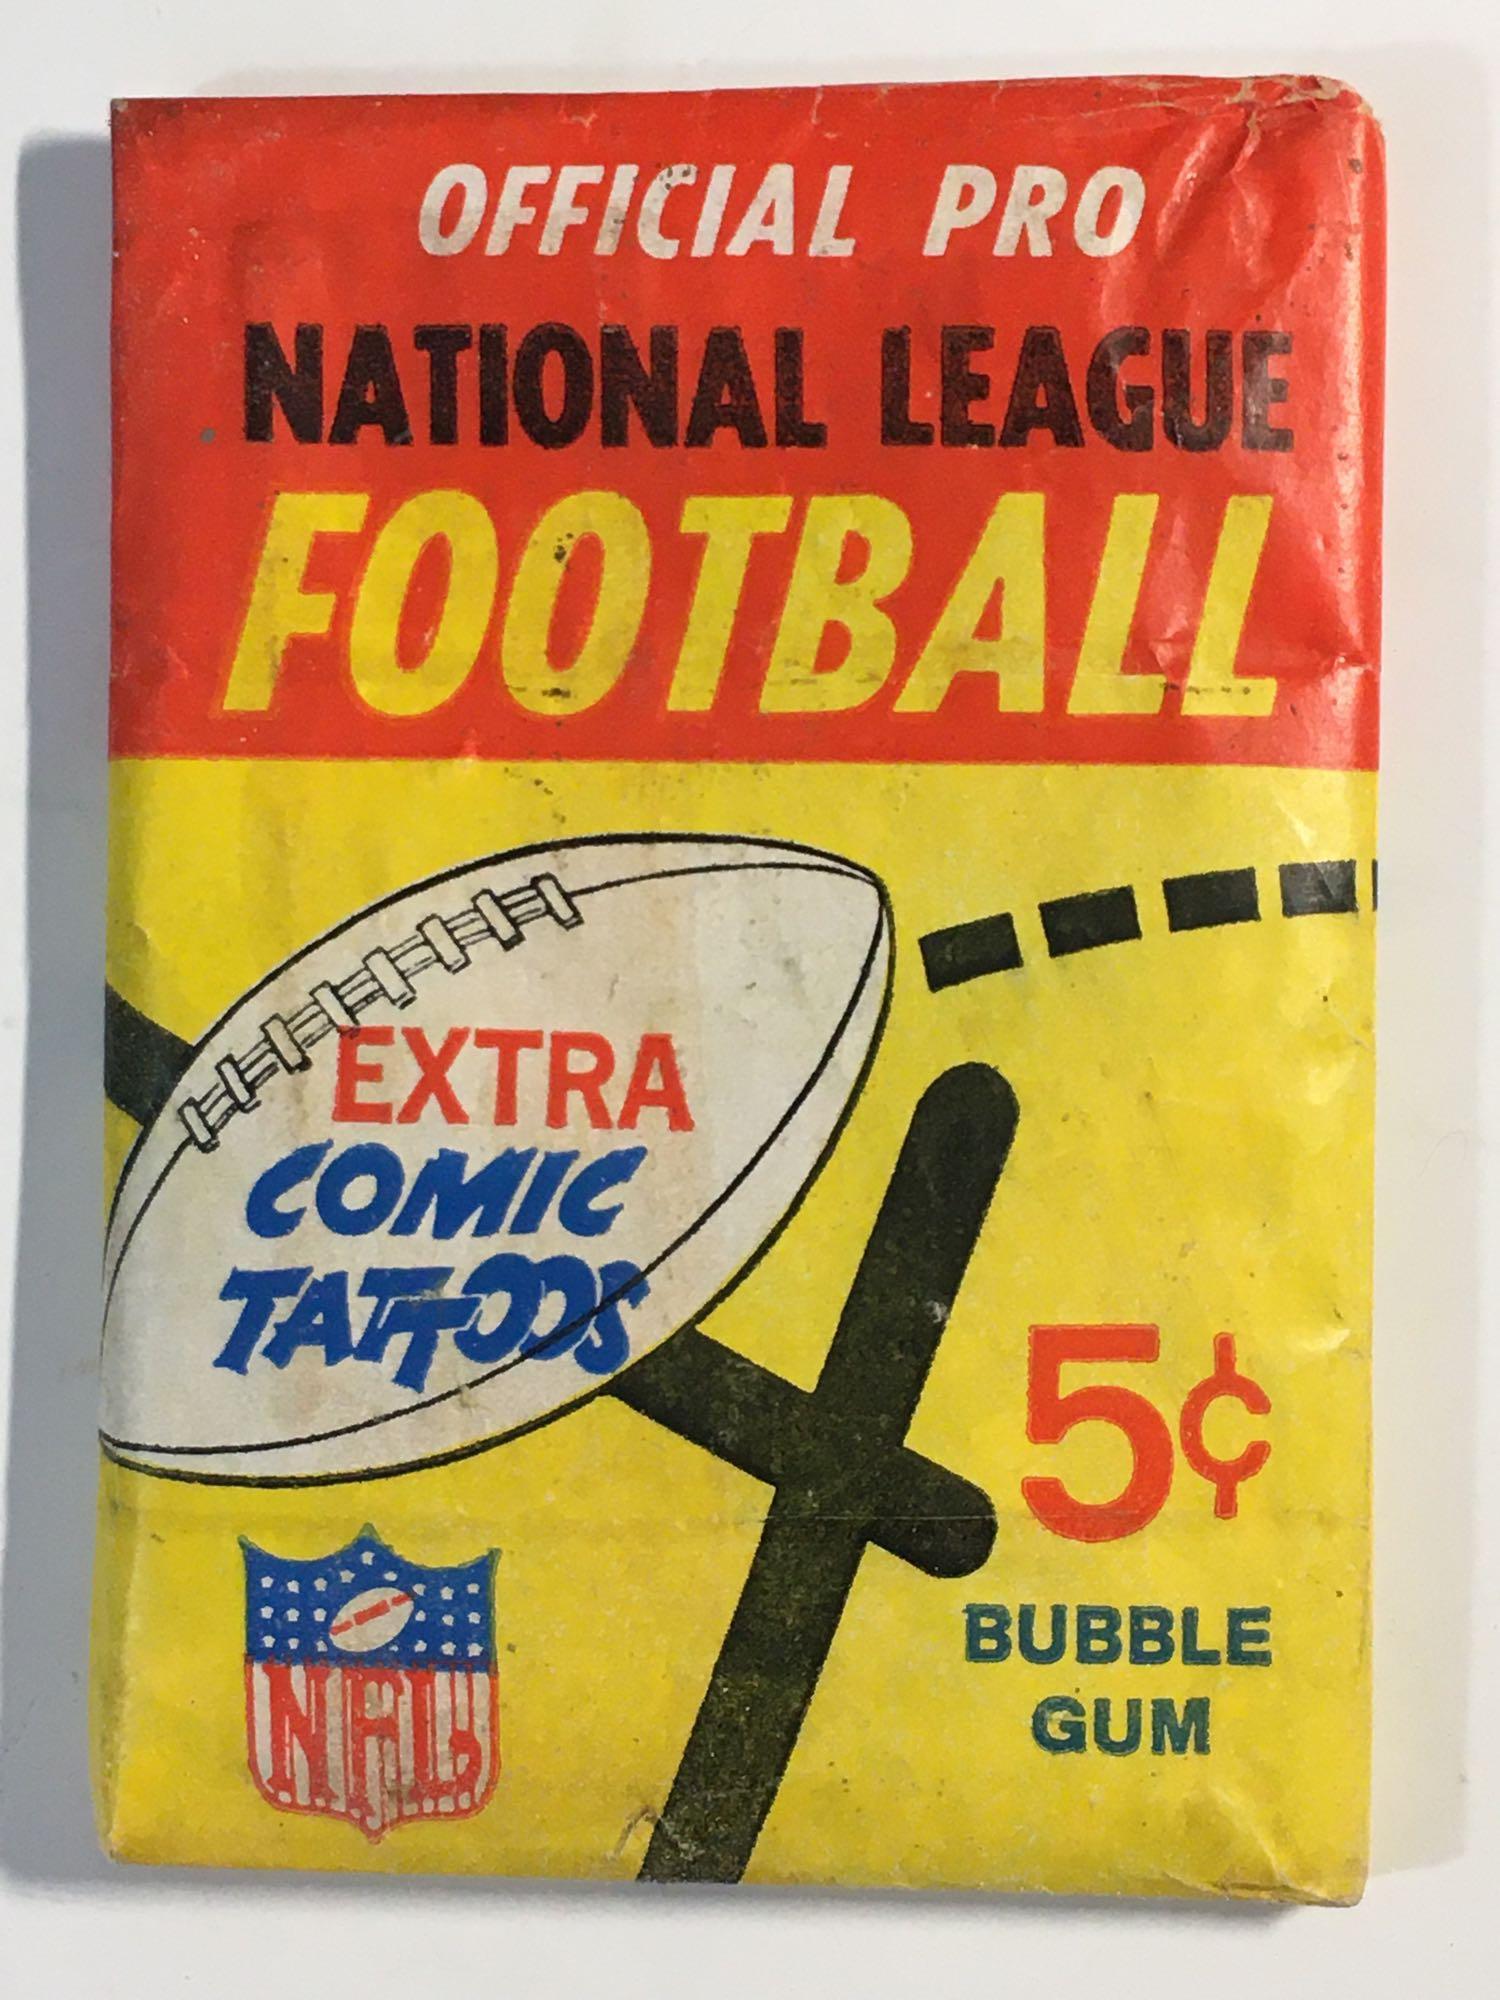 OFFICIAL PRO
NATIONAL LEAGUE
FOOTBALL
EXTRA
COMIC
TATTOOS
5¢
BUBBLE
GUM
NFL